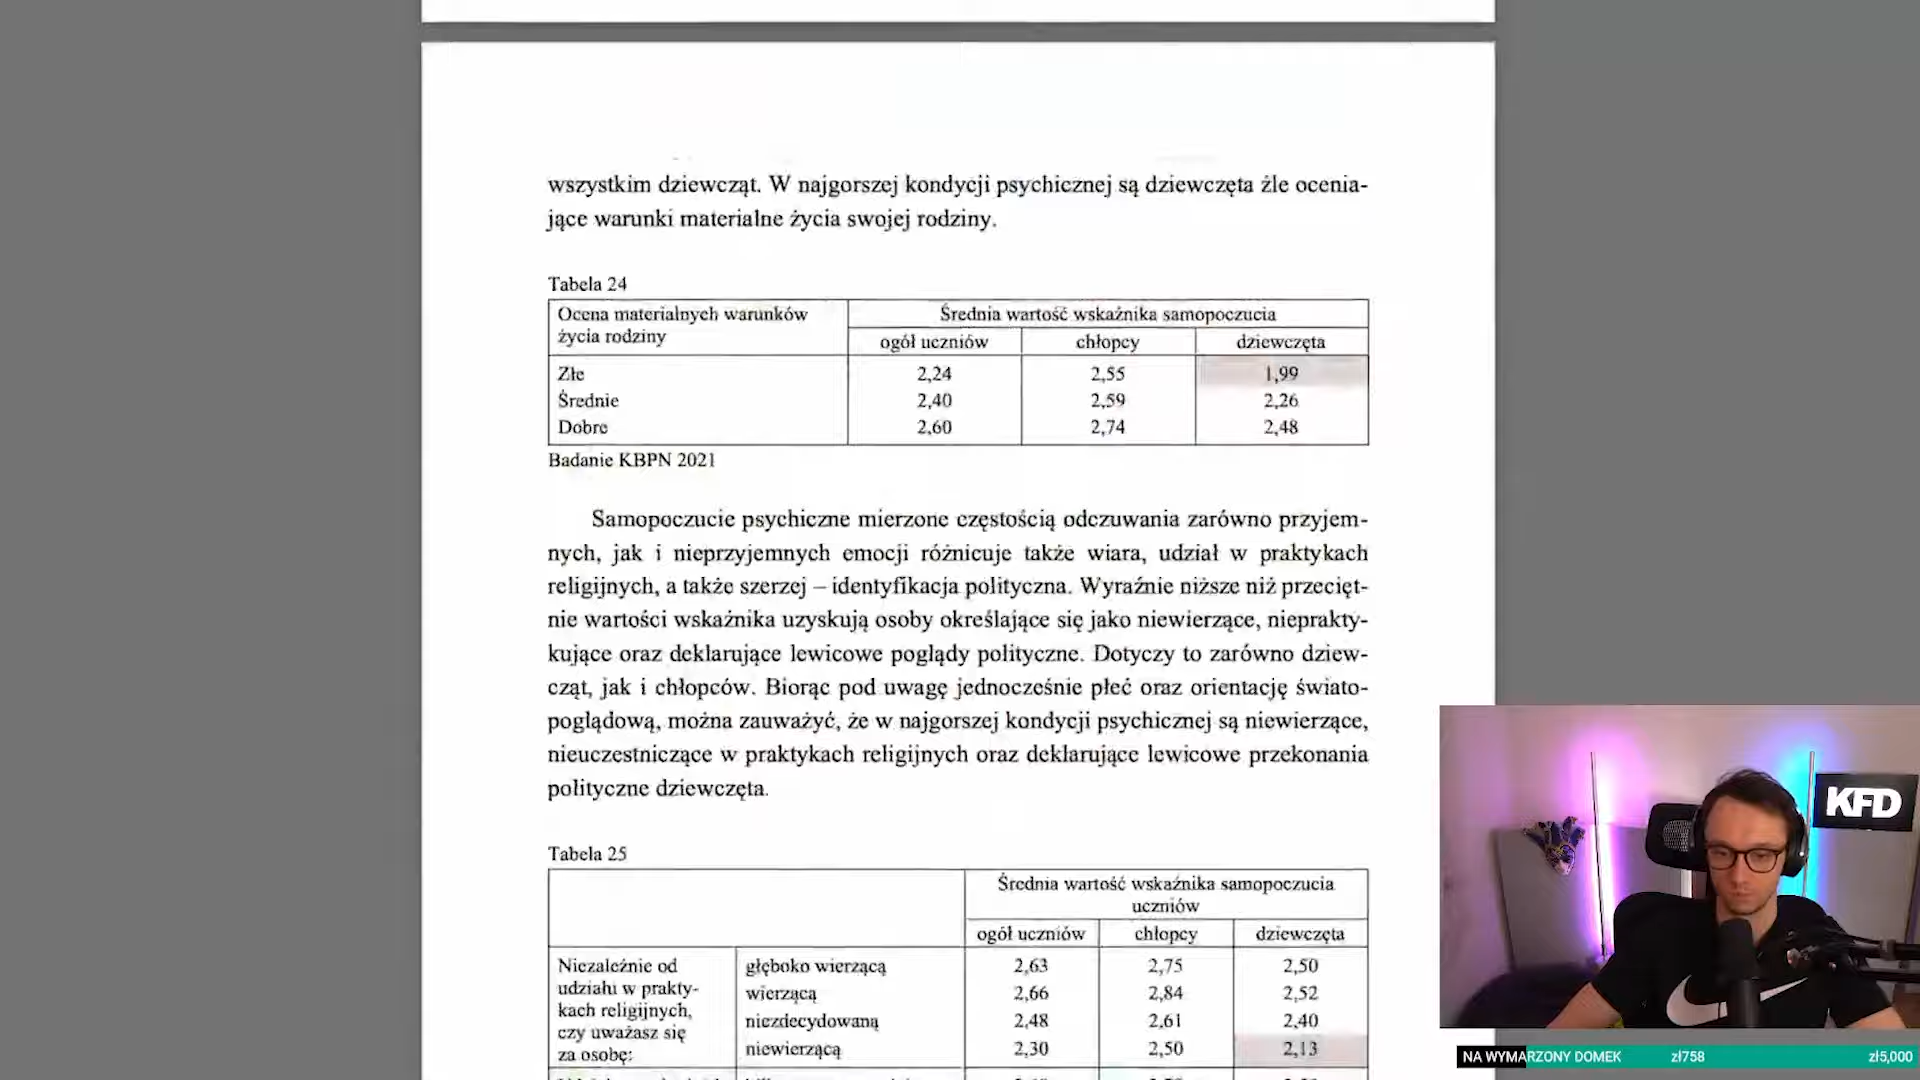 wszystkim dziewcząt. W najgorszej kondycji psychicznej są dziewczęta źle ocenia-
jące warunki materialne życia swojej rodziny.
Tabela 24
Ocena materialnych warunków życia rodziny
Średnia wartość wskaźnika samopoczucia
ogół uczniów chłopcy dziewczęta
Złe 2,24 2,55 1,99
Średnie 2,40 2,59 2,26
Dobre 2,60 2,74 2,48
Badanie KBPN 2021
Samopoczucie psychiczne mierzone częstością odczuwania zarówno przyjem-
nych, jak i nieprzyjemnych emocji różnicuje także wiara, udział w praktykach
religijnych, a także szerzej – identyfikacja polityczna. Wyraźnie niższe niż przecięt-
nie wartości wskaźnika uzyskują osoby określające się jako niewierzące, nieprakty-
kujące oraz deklarujące lewicowe poglądy polityczne. Dotyczy to zarówno dziew-
cząt, jak i chłopców. Biorąc pod uwagę jednocześnie płeć oraz orientację świato-
poglądową, można zauważyć, że w najgorszej kondycji psychicznej są niewierzące,
nieuczestniczące w praktykach religijnych oraz deklarujące lewicowe przekonania
polityczne dziewczęta.
Tabela 25
Średnia wartość wskaźnika samopoczucia
uczniów
ogół uczniów chłopcy dziewczęta
Niezależnie od
udziału w prakty-
kach religijnych,
czy uważasz się
za osobę:
głęboko wierzącą 2,63 2,75 2,50
wierzącą 2,66 2,84 2,52
niezdecydowaną 2,48 2,61 2,40
niewierzącą 2,30 2,50 2,13
KFD
NA WYMARZONY DOMEK zł758 zł5,000